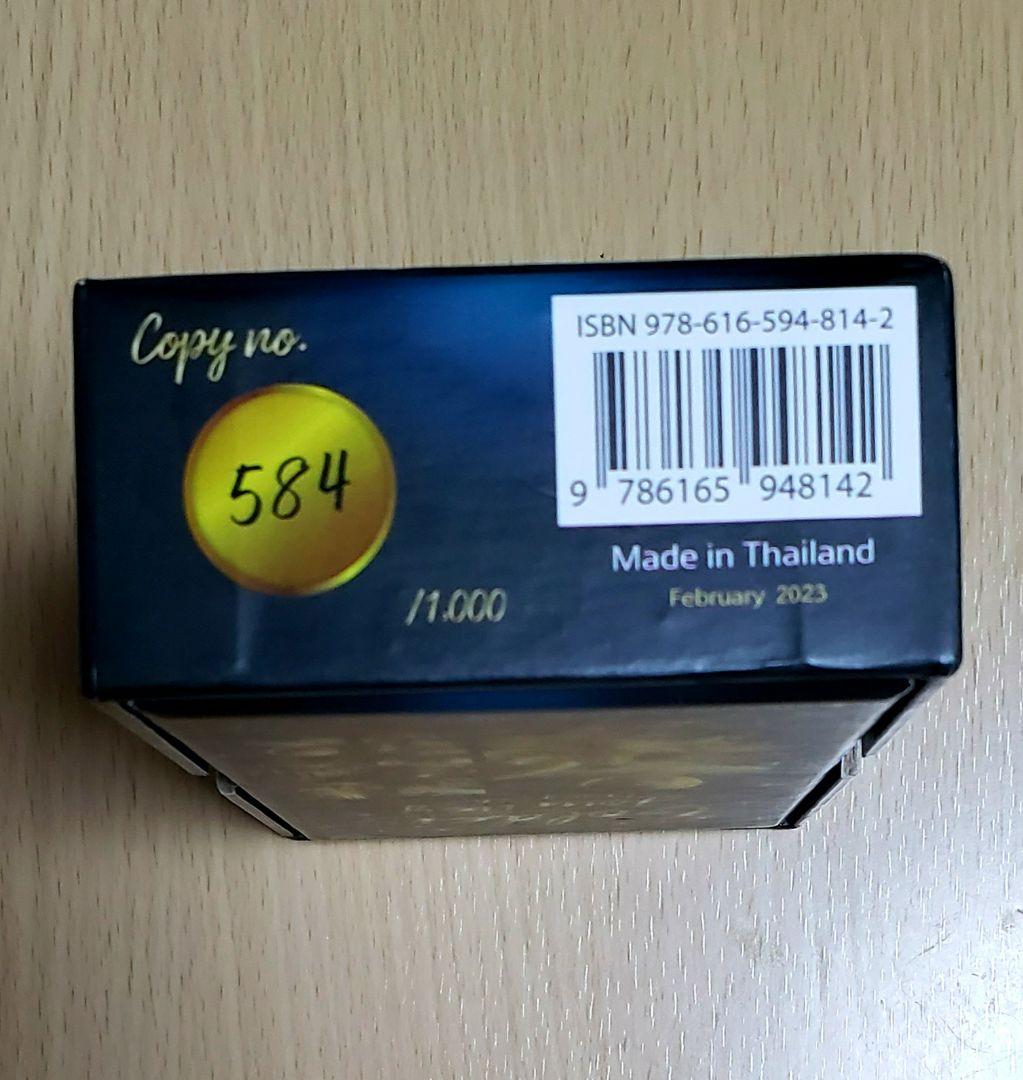 Copy no.
584
/1.000
ISBN 978-616-594-814-2
9 786165 948142
Made in Thailand
February 2023